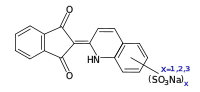 O
HN
O
X=1,2,3
(SO₃Na)ₓ